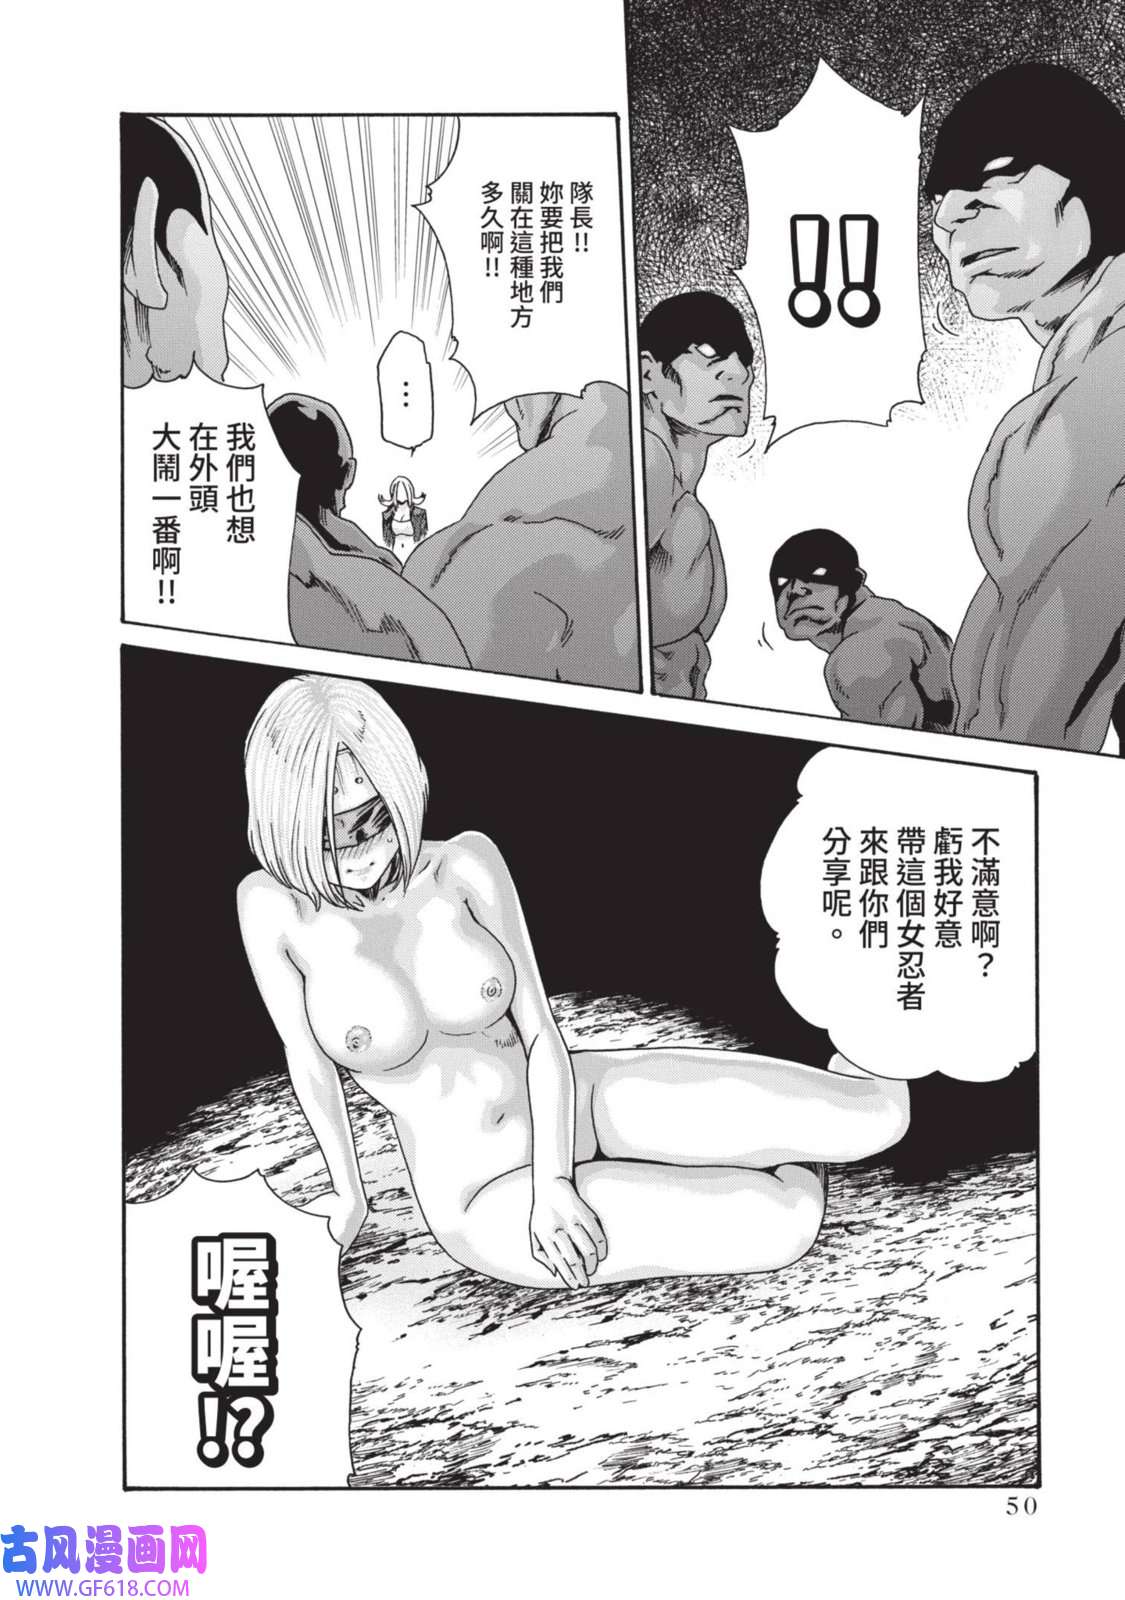 !!
隊長!!
妳要把我們
關在這種地方
多久啊!!
…
我們也想
在外頭
大鬧一番啊!!
不滿意啊？
虧我好意
帶這個女忍者
來跟你們
分享呢。
喔喔!?
50
古风漫画网
WWW.GF618.COM